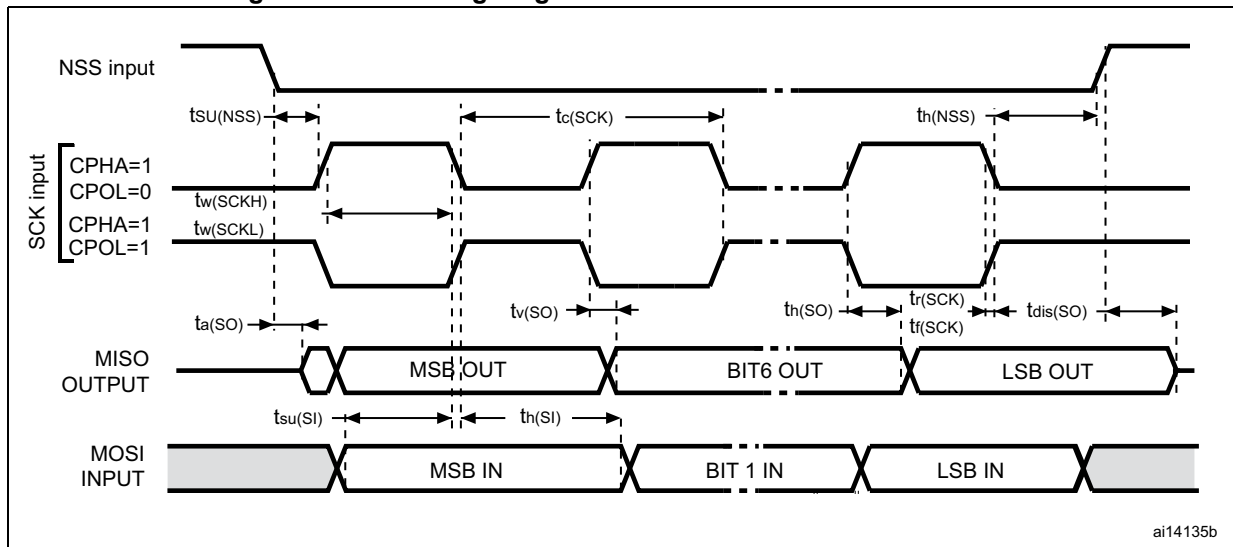 NSS input
tSU(NSS)
tc(SCK)
th(NSS)
SCK input
CPHA=1
CPOL=0
tw(SCKH)
CPHA=1
tw(SCKL)
CPOL=1
ta(SO)
tv(SO)
th(SO)
tr(SCK)
tf(SCK)
tdis(SO)
MISO
OUTPUT
MSB OUT
BIT6 OUT
LSB OUT
tsu(SI)
th(SI)
MOSI
INPUT
MSB IN
BIT 1 IN
LSB IN
ai14135b